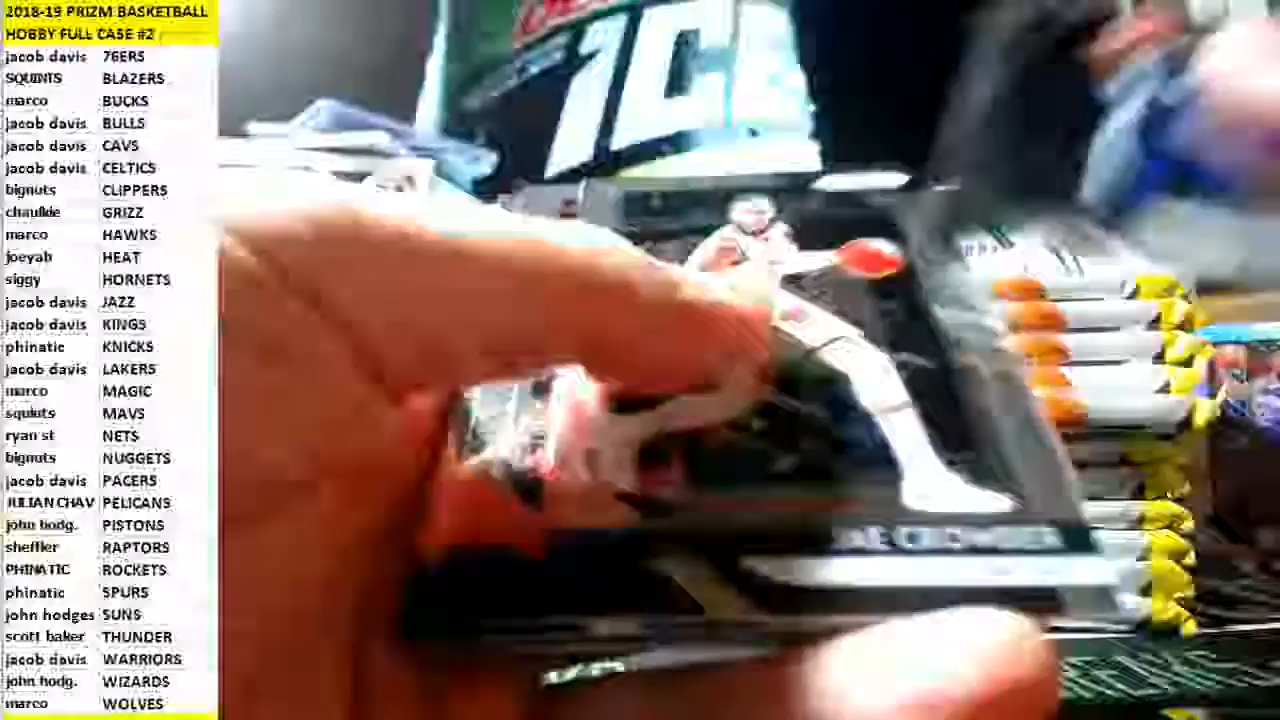 2018-19 PRIZM BASKETBALL
HOBBY FULL CASE #2
jacob davis 76ERS
SQUINTS BLAZERS
marco BUCKS
jacob davis BULLS
jacob davis CAVS
jacob davis CELTICS
bignuts CLIPPERS
chaulkie GRIZZ
marco HAWKS
joeyah HEAT
siggy HORNETS
jacob davis JAZZ
jacob davis KINGS
phinatic KNICKS
jacob davis LAKERS
marco MAGIC
squints MAVS
ryan st NETS
bignuts NUGGETS
jacob davis PACERS
JULIAN CHAV PELICANS
john hodg. PISTONS
sheffler RAPTORS
PHINATIC ROCKETS
phinatic SPURS
john hodges SUNS
scott baker THUNDER
jacob davis WARRIORS
john hodg. WIZARDS
marco WOLVES
ICE
JAE CROWDER